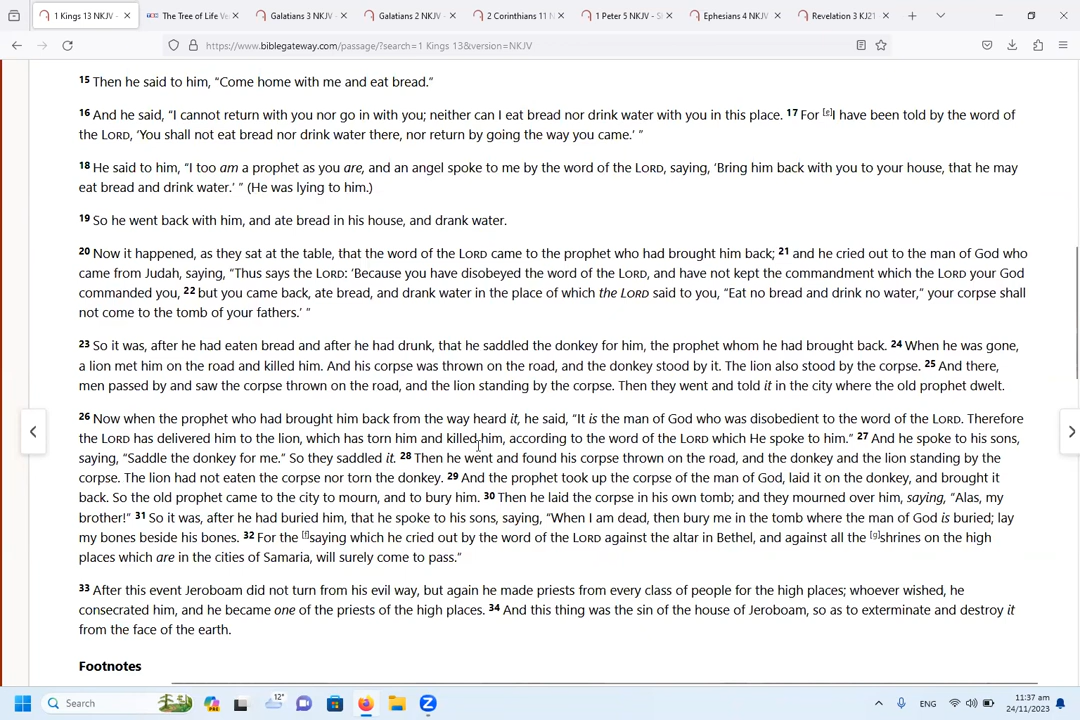 1 Kings 13 NKJV -
The Tree of Life Ve
Galatians 3 NKJV -
Galatians 2 NKJV -
2 Corinthians 11 N
1 Peter 5 NKJV - S
Ephesians 4 NKJV
Revelation 3 KJ21
https://www.biblegateway.com/passage/?search=1 Kings 13&version=NKJV
15 Then he said to him, “Come home with me and eat bread.”
16 And he said, “I cannot return with you nor go in with you; neither can I eat bread nor drink water with you in this place. 17 For [e]I have been told by the word of
the LORD, ‘You shall not eat bread nor drink water there, nor return by going the way you came.’ ”
18 He said to him, “I too am a prophet as you are, and an angel spoke to me by the word of the LORD, saying, ‘Bring him back with you to your house, that he may
eat bread and drink water.’ ” (He was lying to him.)
19 So he went back with him, and ate bread in his house, and drank water.
20 Now it happened, as they sat at the table, that the word of the LORD came to the prophet who had brought him back; 21 and he cried out to the man of God who
came from Judah, saying, “Thus says the LORD: ‘Because you have disobeyed the word of the LORD, and have not kept the commandment which the LORD your God
commanded you, 22 but you came back, ate bread, and drank water in the place of which the LORD said to you, “Eat no bread and drink no water,” your corpse shall
not come to the tomb of your fathers.’ ”
23 So it was, after he had eaten bread and after he had drunk, that he saddled the donkey for him, the prophet whom he had brought back. 24 When he was gone,
a lion met him on the road and killed him. And his corpse was thrown on the road, and the donkey stood by it. The lion also stood by the corpse. 25 And there,
men passed by and saw the corpse thrown on the road, and the lion standing by the corpse. Then they went and told it in the city where the old prophet dwelt.
26 Now when the prophet who had brought him back from the way heard it, he said, “It is the man of God who was disobedient to the word of the LORD. Therefore
the LORD has delivered him to the lion, which has torn him and killed him, according to the word of the LORD which He spoke to him.” 27 And he spoke to his sons,
saying, “Saddle the donkey for me.” So they saddled it. 28 Then he went and found his corpse thrown on the road, and the donkey and the lion standing by the
corpse. The lion had not eaten the corpse nor torn the donkey. 29 And the prophet took up the corpse of the man of God, laid it on the donkey, and brought it
back. So the old prophet came to the city to mourn, and to bury him. 30 Then he laid the corpse in his own tomb; and they mourned over him, saying, “Alas, my
brother!” 31 So it was, after he had buried him, that he spoke to his sons, saying, “When I am dead, then bury me in the tomb where the man of God is buried; lay
my bones beside his bones. 32 For the [f]saying which he cried out by the word of the LORD against the altar in Bethel, and against all the [g]shrines on the high
places which are in the cities of Samaria, will surely come to pass.”
33 After this event Jeroboam did not turn from his evil way, but again he made priests from every class of people for the high places; whoever wished, he
consecrated him, and he became one of the priests of the high places. 34 And this thing was the sin of the house of Jeroboam, so as to exterminate and destroy it
from the face of the earth.
Footnotes
Search
12°
ENG
11:37 am
24/11/2023